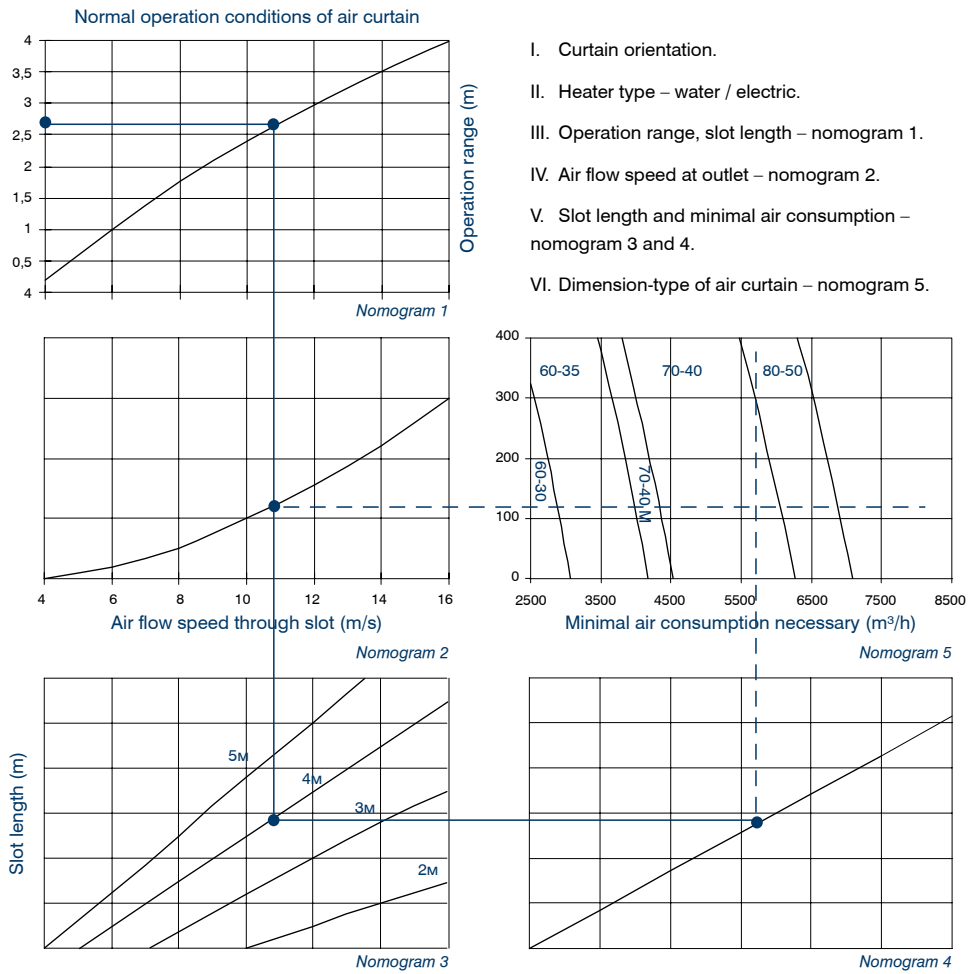 Normal operation conditions of air curtain
4
3,5
3
2,5
2
1,5
1
0,5
4
Operation range (m)
Nomogram 1
I. Curtain orientation.
II. Heater type – water / electric.
III. Operation range, slot length – nomogram 1.
IV. Air flow speed at outlet – nomogram 2.
V. Slot length and minimal air consumption –
nomogram 3 and 4.
VI. Dimension-type of air curtain – nomogram 5.
4 6 8 10 12 14 16
Air flow speed through slot (m/s)
Nomogram 2
400
300
200
100
0
60-35
70-40
80-50
60-30
70-40 М
2500 3500 4500 5500 6500 7500 8500
Minimal air consumption necessary (m³/h)
Nomogram 5
Slot length (m)
5м
4м
3м
2м
Nomogram 3
Nomogram 4